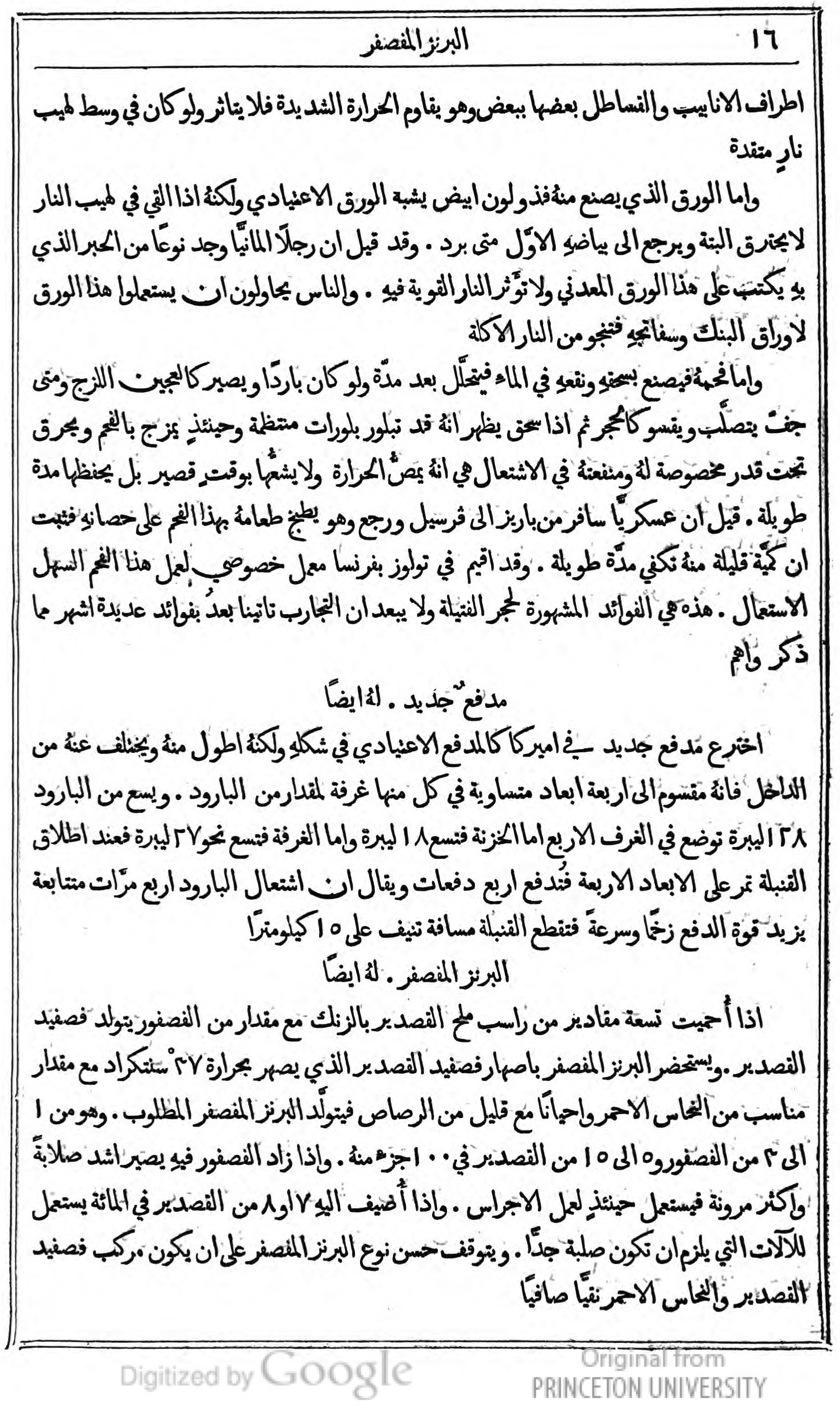 ١٦
البرنز المفصفر
اطراف الانابيب والقساطل بعضها ببعض وهو يقاوم الحرارة الشديدة فلا يتاثر ولو كان في وسط لهيب
نارٍ متقدة
واما الورق الذي يصنع منهُ فذو لون ابيض يشبه الورق الاعتيادي ولكنهُ اذا القي في لهيب النار
لا يحترق البتة ويرجع الى بياضهِ الاوَّل متى برد . وقد قيل ان رجلًا المانيًّا وجد نوعًا من الحبر الذي
بهِ يكتب على هذا الورق المعدني ولا تؤَثر النار القوية فيهِ . والناس يحاولون ان يستعملوا هذا الورق
لاوراق البنك وسفاتجهِ فتنجو من النار الآكلة
واما فحمهُ فيصنع بسحقهِ ونقعهِ في الماءِ فيتحلَّل بعد مدَّة ولو كان باردًا ويصير كالعجين اللزج ومتى
جفَّ يتصلَّب ويقسو كالحجر ثم اذا سحق يظهر انهُ قد تبلور بلورات منتظمة وحينئذٍ يمزج بالفحم ويحرق
تحت قدر مخصوصة لهُ ومنفعتهُ في الاشتعال هي انهُ يمصُّ الحرارة ولا يشعُّها بوقتٍ قصير بل يحفظها مدة
طويلة . قيل ان عسكريًّا سافر من باريز الى ڤرسيل ورجع وهو يطبخ طعامهُ بهذا الفحم على حصانهِ فثبت
ان كميَّة قليلة منهُ تكفي مدَّة طويلة . وقد اقيم في تولوز بفرنسا معمل خصوصي لعمل هذا الفحم السهل
الاستعمال . هذه هي الفوائد المشهورة لحجر الفتيلة ولا يبعد ان التجارب تاتينا بعدُ بفوائد عديدة اشهر مما
ذكر واهم
مدفعٌ جديد . لهُ ايضًا
اخترع مدفع جديد في اميركا كالمدفع الاعتيادي في شكلهِ ولكنهُ اطول منهُ ويختلف عنهُ من
الداخل فانهُ مقسوم الى اربعة ابعاد متساوية في كل منها غرفة لمقدار من البارود . ويسع من البارود
١٢٨ ليبرة توضع في الغرف الاربع اما الخزنة فتسع ١٨ ليبرة واما الغرفة فتسع نحو ٢٧ ليبرة فعند اطلاق
القنبلة تمر على الابعاد الاربعة فتُدفع اربع دفعات ويقال ان اشتعال البارود اربع مرَّات متتابعة
يزيد قوة الدفع زخمًا وسرعةً فتقطع القنبلة مسافة تنيف على ١٥ كيلومترًا
البرنز المفصفر . لهُ ايضًا
اذا أُحميت تسعة مقادير من راسب ملح القصدير بالزنك مع مقدار من الفصفور يتولد فصفيد
القصدير . ويستحضر البرنز المفصفر باصهار فصفيد القصدير الذي يصهر بحرارة ٣٧٠° سنتكراد مع مقدار
مناسب من النحاس الاحمر واحيانًا مع قليل من الرصاص فيتولَّد البرنز المفصفر المطلوب . وهو من ١
الى ٣ من الفصفور و٥ الى ١٥ من القصدير في ١٠٠ جزء منهُ . واذا زاد الفصفور فيهِ يصير اشد صلابةً
واكثر مرونة فيستعمل حينئذٍ لعمل الاجراس . واذا أُضيف اليهِ ٧ او ٨ من القصدير في المائة يستعمل
للآلات التي يلزم ان تكون صلبة جدًّا . ويتوقف حسن نوع البرنز المفصفر على ان يكون مركب فصفيد
القصدير والنحاس الاحمر نقيًّا صافيًا
Digitized by Google
Original from
PRINCETON UNIVERSITY